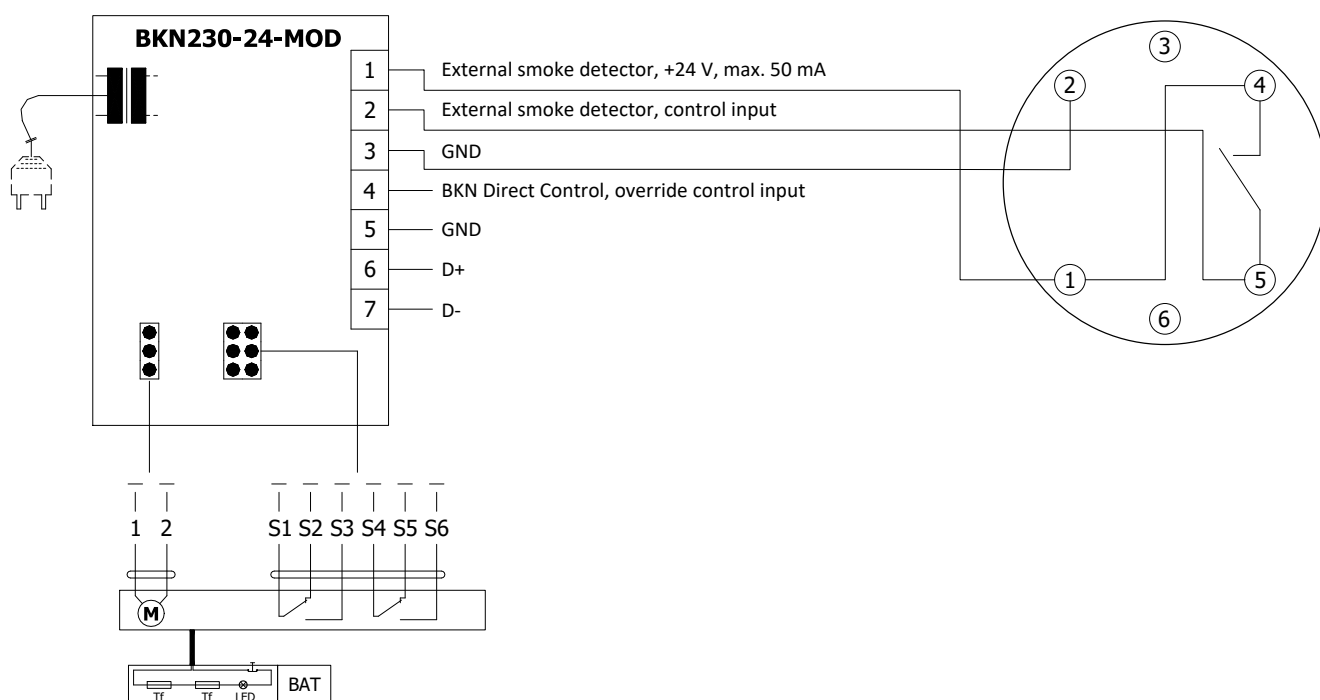 BKN230-24-MOD
1 External smoke detector, +24 V, max. 50 mA
2 External smoke detector, control input
3 GND
4 BKN Direct Control, override control input
5 GND
6 D+
7 D-
3
2
4
1
5
6
1 2 S1 S2 S3 S4 S5 S6
M
BAT
Tf Tf LED